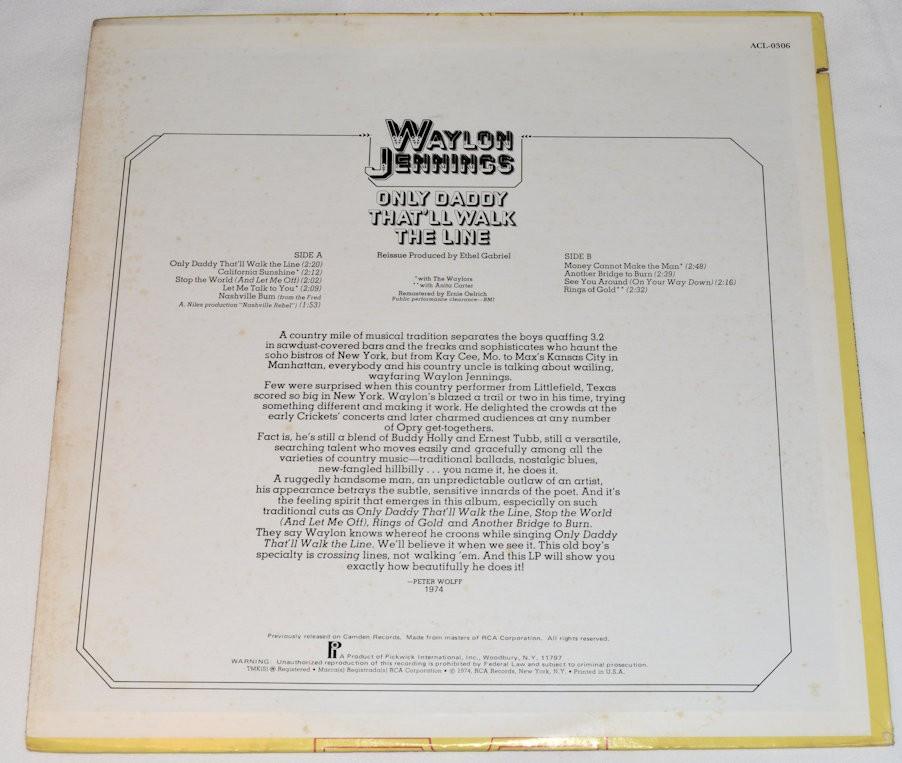 ACL-0306
WAYLON
JENNINGS
ONLY DADDY
THAT'LL WALK
THE LINE
Reissue Produced by Ethel Gabriel
SIDE A
Only Daddy That'll Walk the Line (2:20)
California Sunshine* (2:12)
Stop the World (And Let Me Off) (2:02)
Let Me Talk to You* (2:09)
Nashville Bum (from the Fred
A. Niles production "Nashville Rebel") (1:53)
*with The Waylors
**with Anita Carter
Remastered by Ernie Oelrich
Public performance clearance—BMI
SIDE B
Money Cannot Make the Man* (2:48)
Another Bridge to Burn (2:39)
See You Around (On Your Way Down) (2:16)
Rings of Gold** (2:32)
A country mile of musical tradition separates the boys quaffing 3.2
in sawdust-covered bars and the freaks and sophisticates who haunt the
soho bistros of New York, but from Kay Cee, Mo. to Max's Kansas City in
Manhattan, everybody and his country uncle is talking about wailing,
wayfaring Waylon Jennings.
Few were surprised when this country performer from Littlefield, Texas
scored so big in New York. Waylon's blazed a trail or two in his time, trying
something different and making it work. He delighted the crowds at the
early Crickets' concerts and later charmed audiences at any number
of Opry get-togethers.
Fact is, he's still a blend of Buddy Holly and Ernest Tubb, still a versatile,
searching talent who moves easily and gracefully among all the
varieties of country music—traditional ballads, nostalgic blues,
new-fangled hillbilly . . . you name it, he does it.
A ruggedly handsome man, an unpredictable outlaw of an artist,
his appearance betrays the subtle, sensitive innards of the poet. And it's
the feeling spirit that emerges in this album, especially on such
traditional cuts as Only Daddy That'll Walk the Line, Stop the World
(And Let Me Off), Rings of Gold and Another Bridge to Burn.
They say Waylon knows whereof he croons while singing Only Daddy
That'll Walk the Line. We'll believe it when we see it. This old boy's
specialty is crossing lines, not walking 'em. And this LP will show you
exactly how beautifully he does it!
—PETER WOLFF
1974
Previously released on Camden Records. Made from masters of RCA Corporation. All rights reserved.
A Product of Pickwick International, Inc., Woodbury, N.Y. 11797
WARNING: Unauthorized reproduction of this recording is prohibited by Federal Law and subject to criminal prosecution.
TMK(S) ® Registered • Marca(s) Registrada(s) RCA Corporation • © 1974, RCA Records, New York, N.Y. • Printed in U.S.A.